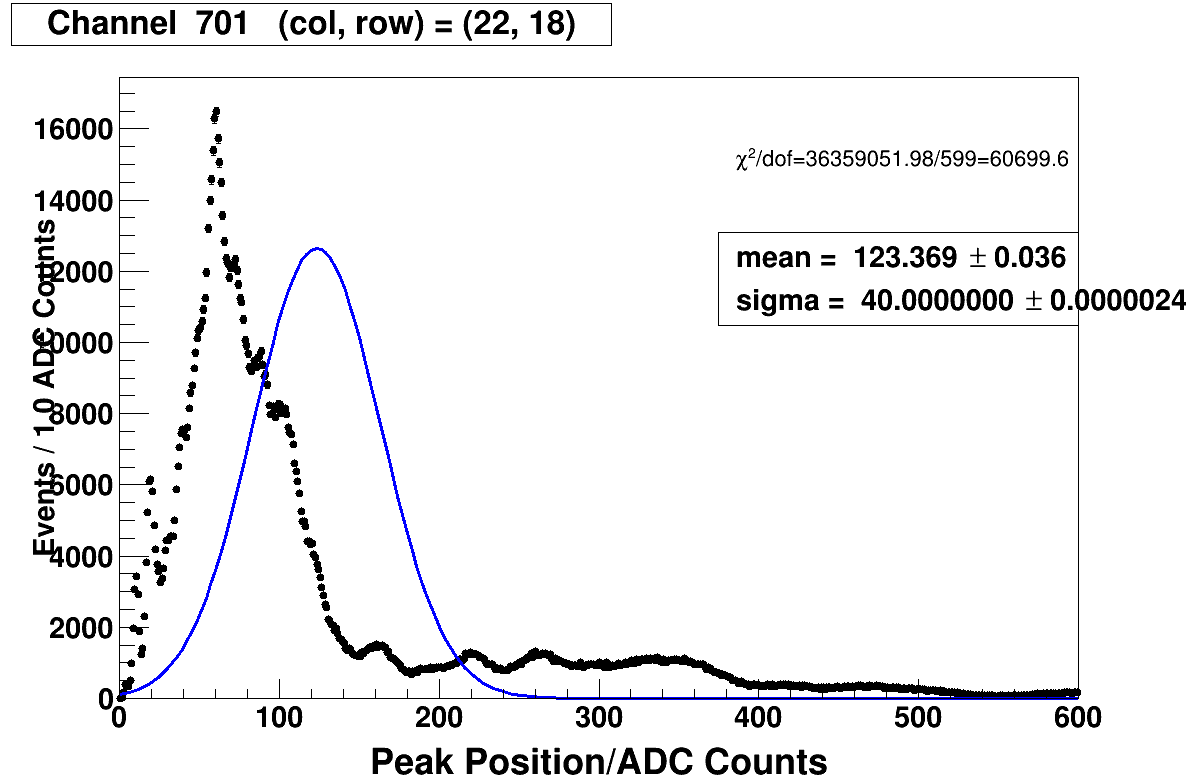 Channel 701 (col, row) = (22, 18)
χ²/dof=36359051.98/599=60699.6
mean = 123.369 ± 0.036
sigma = 40.0000000 ± 0.0000024
Events / 1.0 ADC Counts
16000
14000
12000
10000
8000
6000
4000
2000
0
0 100 200 300 400 500 600
Peak Position/ADC Counts